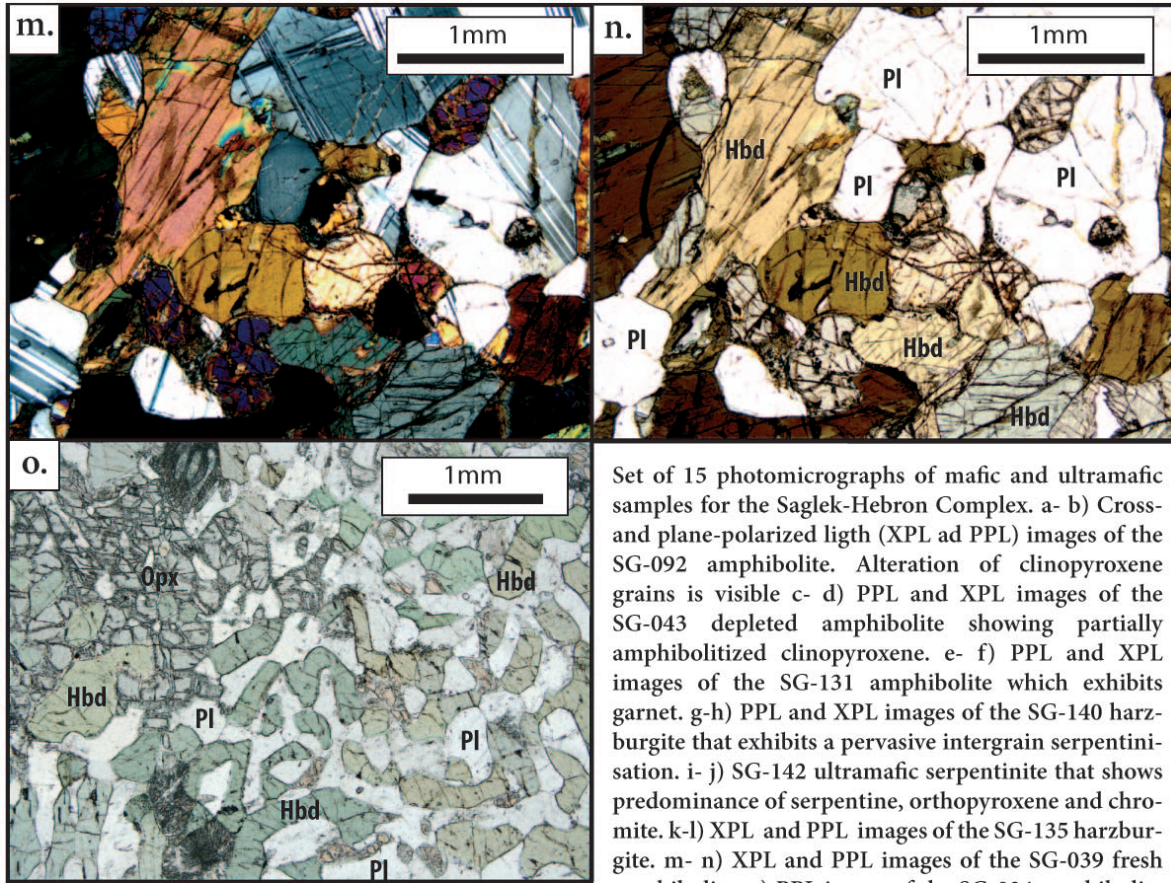 m.
1mm
n.
1mm
Pl
Hbd
Pl
Pl
Hbd
Pl
Hbd
Hbd
o.
1mm
Opx
Hbd
Hbd
Pl
Pl
Hbd
Pl
Set of 15 photomicrographs of mafic and ultramafic
samples for the Saglek-Hebron Complex. a- b) Cross-
and plane-polarized ligth (XPL ad PPL) images of the
SG-092 amphibolite. Alteration of clinopyroxene
grains is visible c- d) PPL and XPL images of the
SG-043 depleted amphibolite showing partially
amphibolitized clinopyroxene. e- f) PPL and XPL
images of the SG-131 amphibolite which exhibits
garnet. g-h) PPL and XPL images of the SG-140 harz-
burgite that exhibits a pervasive intergrain serpentini-
sation. i- j) SG-142 ultramafic serpentinite that shows
predominance of serpentine, orthopyroxene and chro-
mite. k-l) XPL and PPL images of the SG-135 harzbur-
gite. m- n) XPL and PPL images of the SG-039 fresh